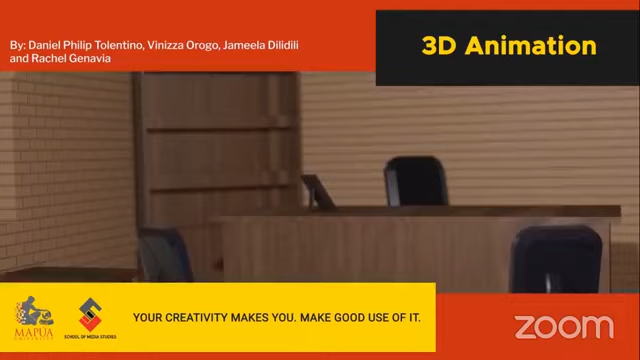 By: Daniel Philip Tolentino, Vinizza Orogo, Jameela Dilidili
and Rachel Genavia
3D Animation
MAPUA
UNIVERSITY
SCHOOL OF MEDIA STUDIES
YOUR CREATIVITY MAKES YOU. MAKE GOOD USE OF IT.
zoom